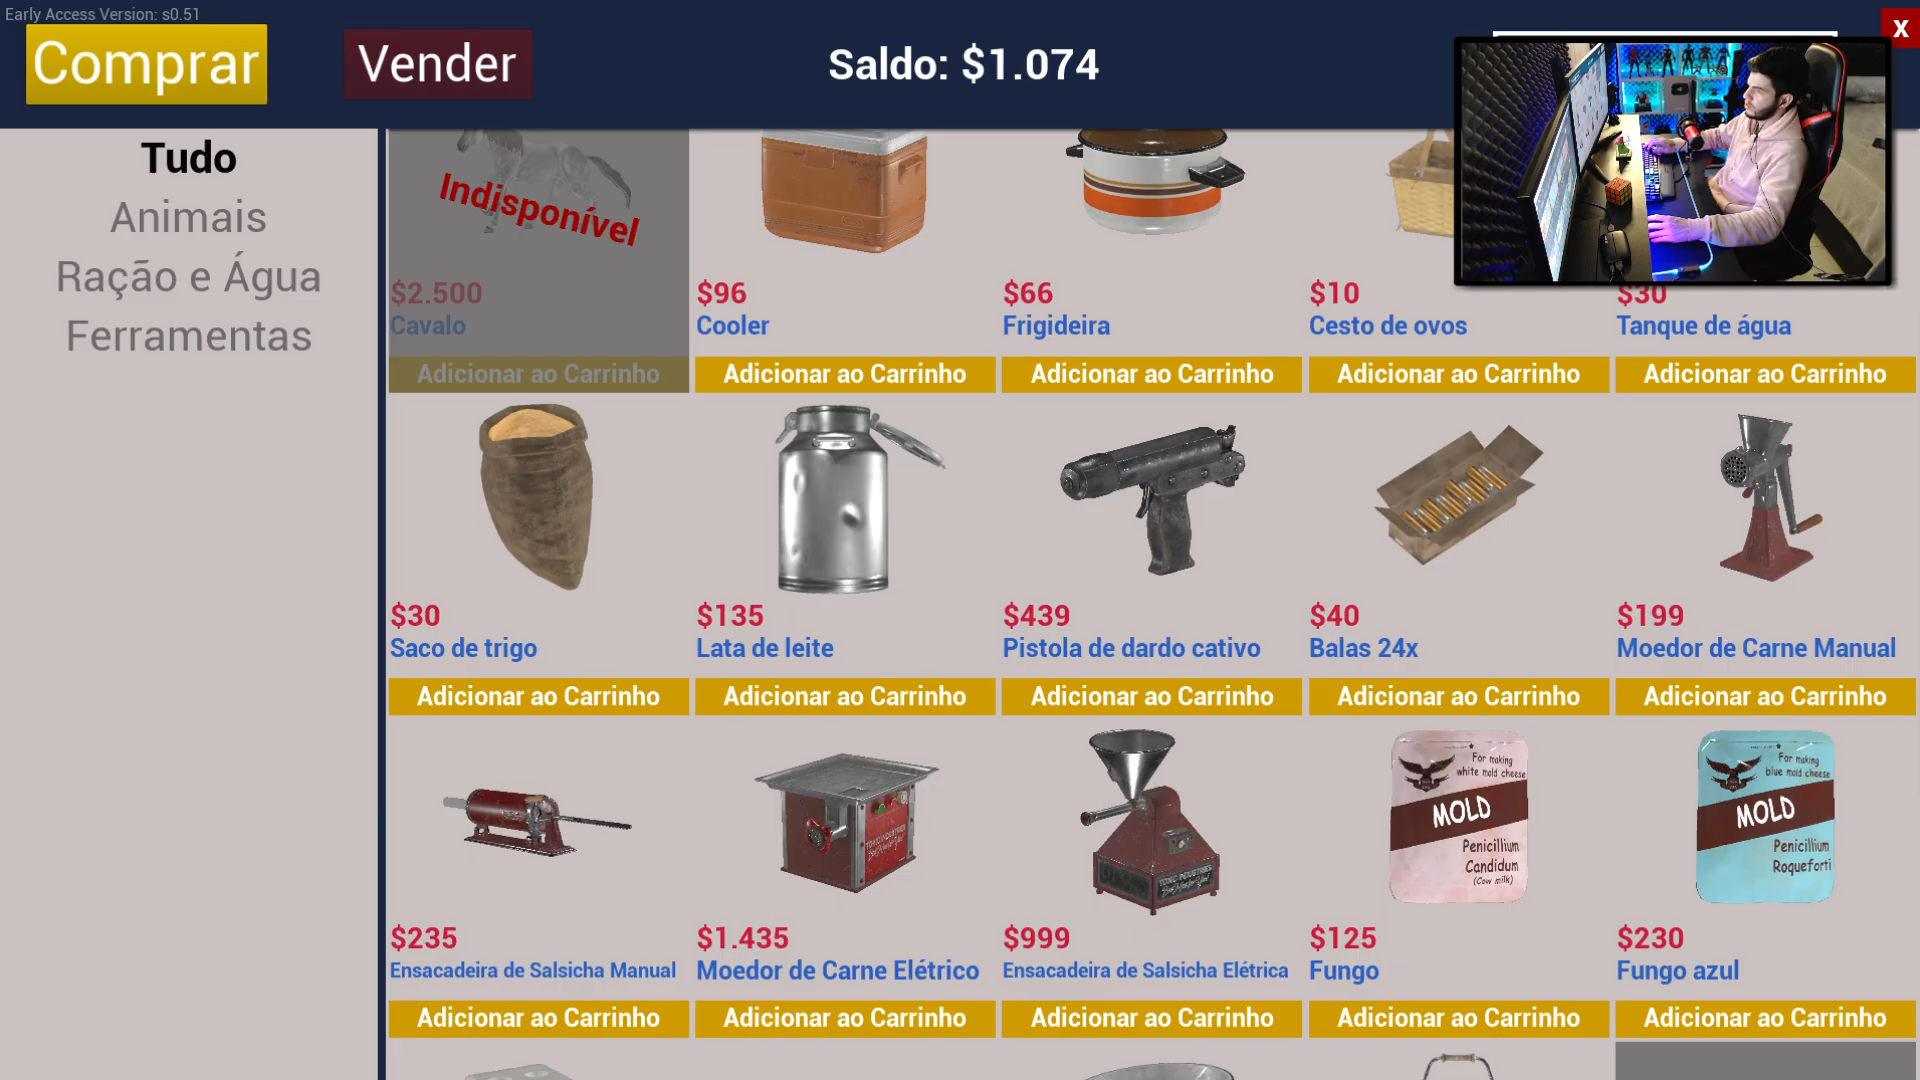 Early Access Version: s0.51
Comprar
Vender
Saldo: $1.074
X
Tudo
Animais
Ração e Água
Ferramentas
Indisponível
$2.500
Cavalo
Adicionar ao Carrinho
$96
Cooler
Adicionar ao Carrinho
$66
Frigideira
Adicionar ao Carrinho
$10
Cesto de ovos
Adicionar ao Carrinho
$30
Tanque de água
Adicionar ao Carrinho
$30
Saco de trigo
Adicionar ao Carrinho
$135
Lata de leite
Adicionar ao Carrinho
$439
Pistola de dardo cativo
Adicionar ao Carrinho
$40
Balas 24x
Adicionar ao Carrinho
$199
Moedor de Carne Manual
Adicionar ao Carrinho
$235
Ensacadeira de Salsicha Manual
Adicionar ao Carrinho
$1.435
Moedor de Carne Elétrico
Adicionar ao Carrinho
TOXIC INDUSTRIES
$999
Ensacadeira de Salsicha Elétrica
Adicionar ao Carrinho
For making
white mold cheese
MOLD
Penicillium
Candidum
(Cow milk)
$125
Fungo
Adicionar ao Carrinho
For making
blue mold cheese
MOLD
Penicillium
Roqueforti
$230
Fungo azul
Adicionar ao Carrinho